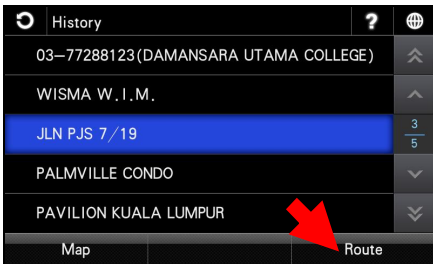 History ?
03-77288123(DAMANSARA UTAMA COLLEGE)
WISMA W.I.M.
JLN PJS 7/19
3
5
PALMVILLE CONDO
PAVILION KUALA LUMPUR
Map Route